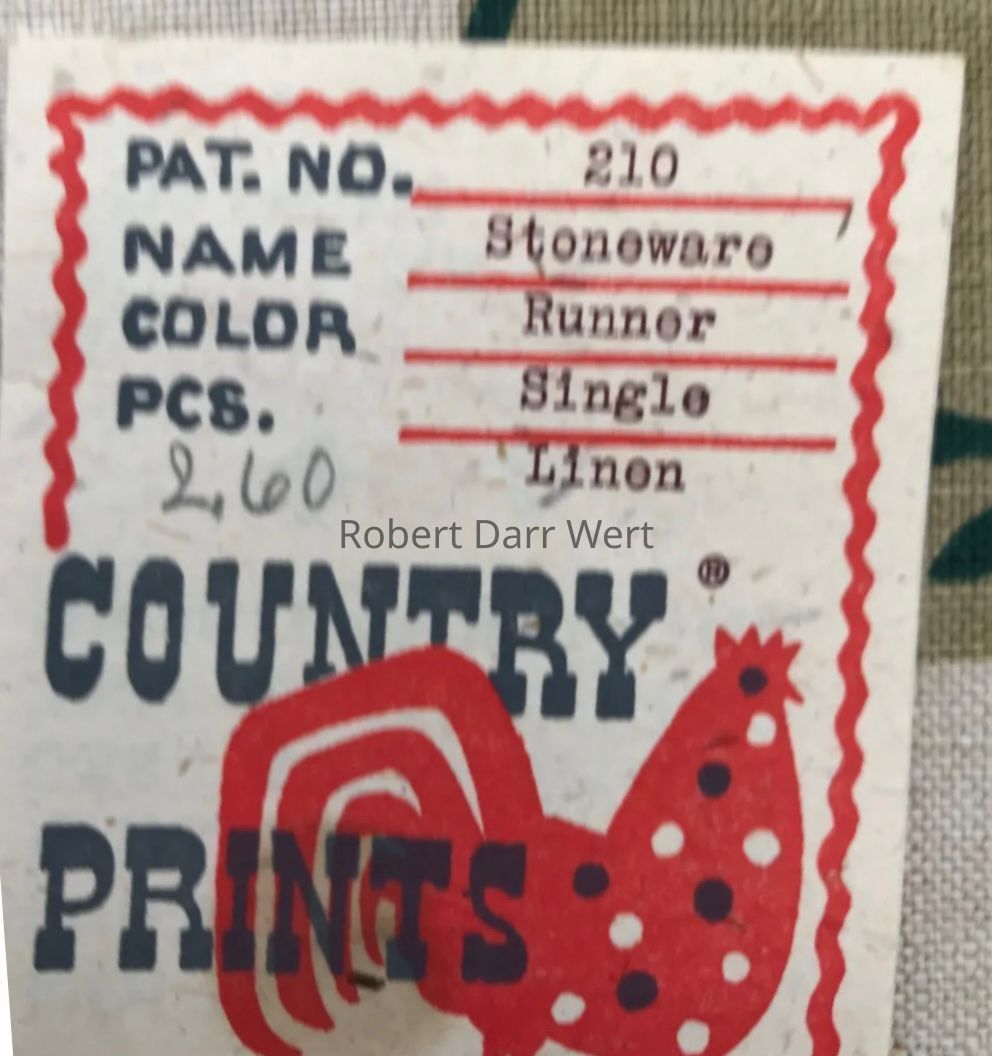 PAT. NO. 210
NAME Stoneware
COLOR Runner
PCS. Single
2.60 Linen
Robert Darr Wert
COUNTRY ®
PRINTS